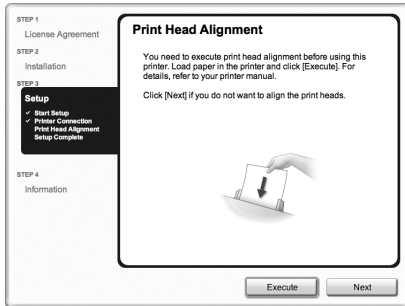 STEP 1
License Agreement
STEP 2
Installation
STEP 3
Setup
✓ Start Setup
✓ Printer Connection
Print Head Alignment
Setup Complete
STEP 4
Information
Print Head Alignment
You need to execute print head alignment before using this
printer. Load paper in the printer and click [Execute]. For
details, refer to your printer manual.
Click [Next] if you do not want to align the print heads.
Execute
Next